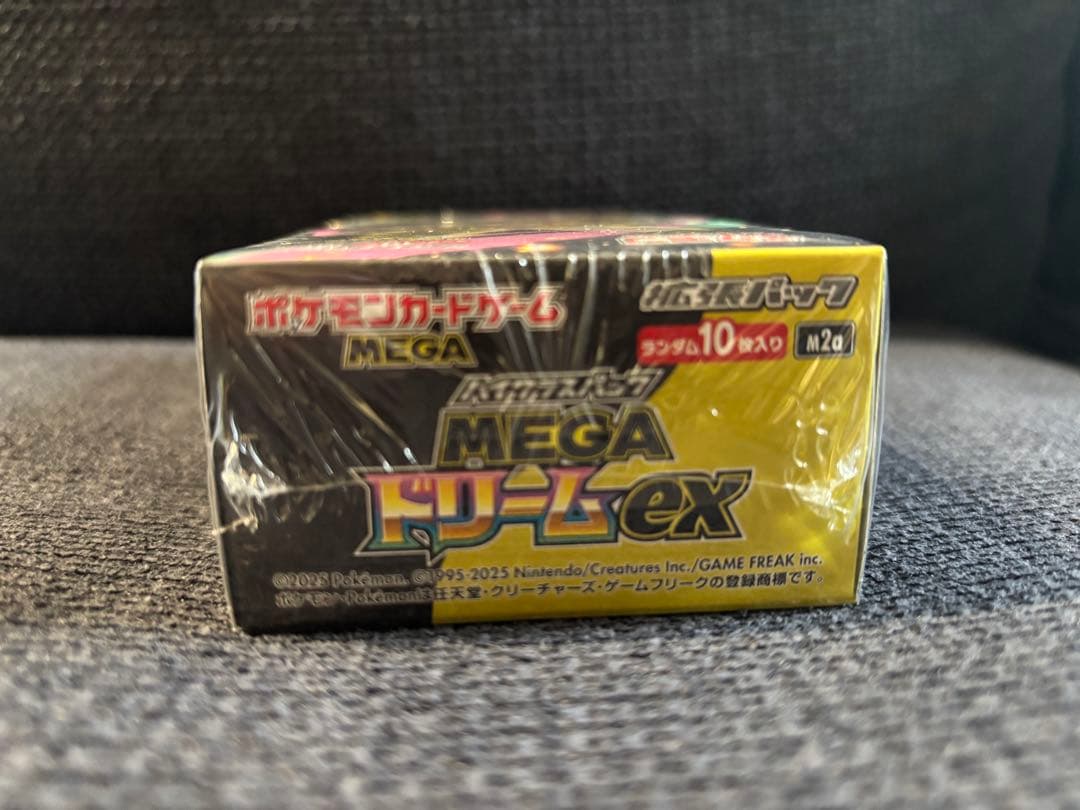 ポケモンカードゲーム
MEGA
拡張パック
ランダム10枚入り M2a
ハイクラスパック
MEGA
ドリームex
©2025 Pokémon. ©1995-2025 Nintendo/Creatures Inc./GAME FREAK inc.
ポケモン・Pokémonは任天堂・クリーチャーズ・ゲームフリークの登録商標です。